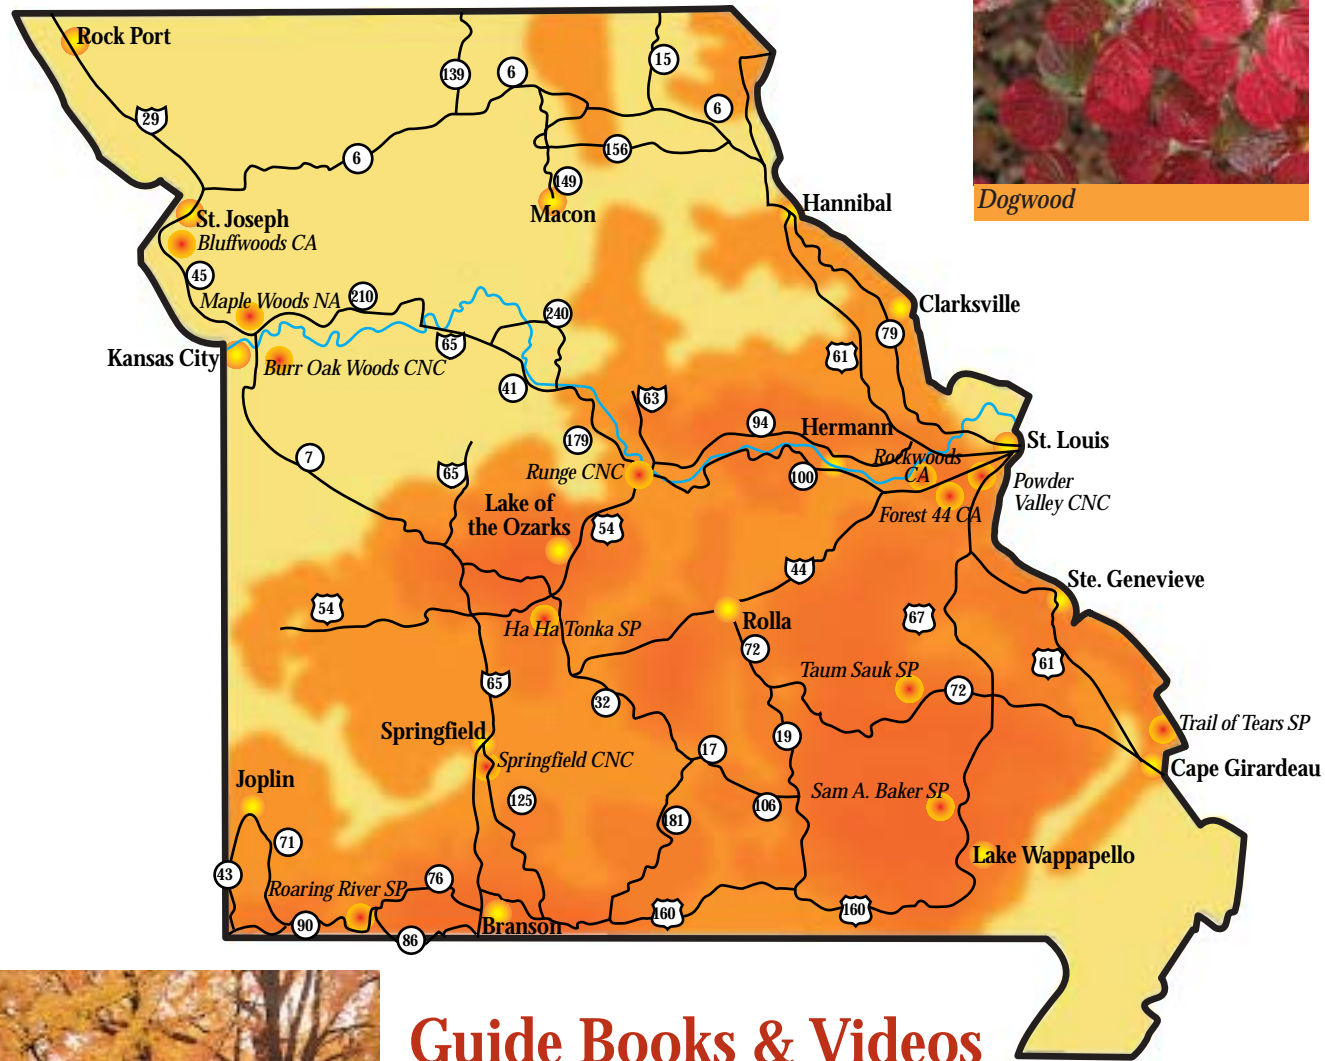 Rock Port
29
139
6
15
6
6
156
149
Macon
Dogwood
Hannibal
St. Joseph
Bluffwoods CA
45
Maple Woods NA
210
240
Clarksville
79
61
65
Kansas City
Burr Oak Woods CNC
41
63
94
Hermann
179
St. Louis
7
65
Runge CNC
100
Rockwoods
CA
Powder
Valley CNC
Forest 44 CA
Lake of
the Ozarks
54
44
Ste. Genevieve
54
Ha Ha Tonka SP
Rolla
67
72
61
Taum Sauk SP
72
65
32
Trail of Tears SP
Springfield
19
17
Springfield CNC
Cape Girardeau
Joplin
125
106
Sam A. Baker SP
181
71
Lake Wappapello
43
76
Roaring River SP
160
160
90
Branson
86
Guide Books & Videos